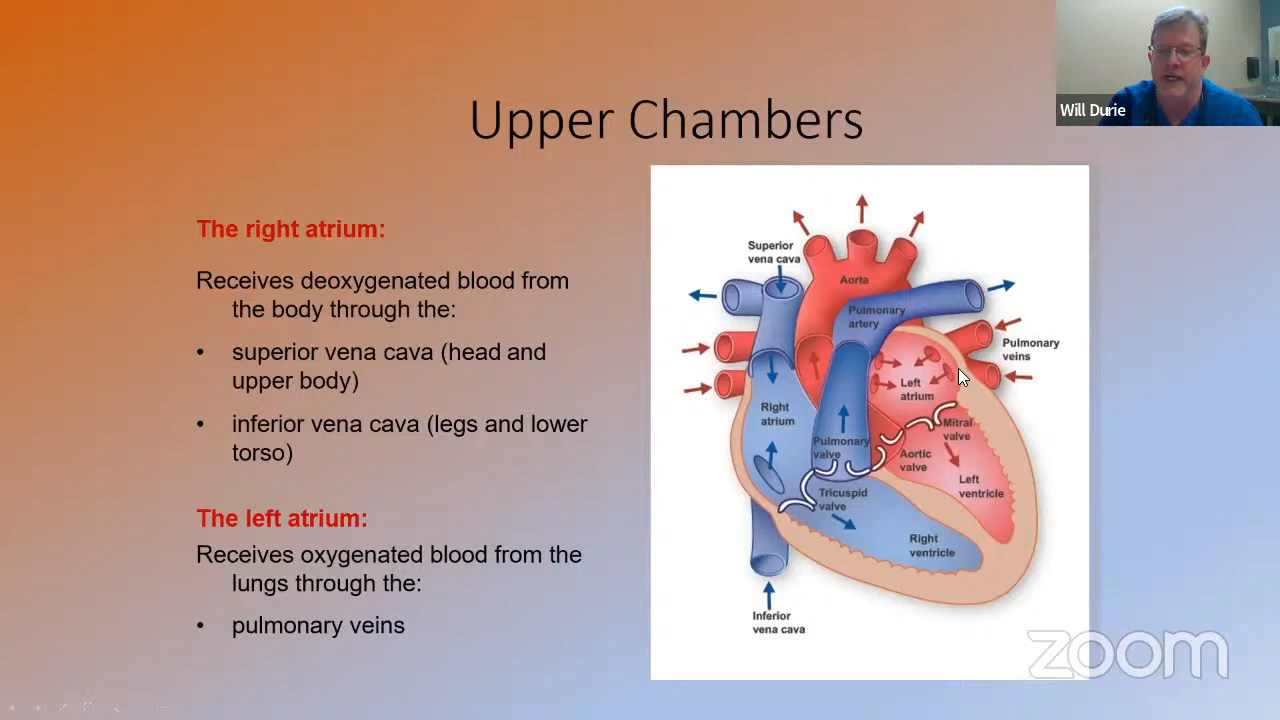 Will Durie
Upper Chambers
The right atrium:
Receives deoxygenated blood from
the body through the:
• superior vena cava (head and
upper body)
• inferior vena cava (legs and lower
torso)
The left atrium:
Receives oxygenated blood from the
lungs through the:
• pulmonary veins
Superior
vena cava
Aorta
Pulmonary
artery
Pulmonary
veins
Left
atrium
Right
atrium
Mitral
valve
Pulmonary
valve
Aortic
valve
Left
ventricle
Tricuspid
valve
Right
ventricle
Inferior
vena cava
zoom